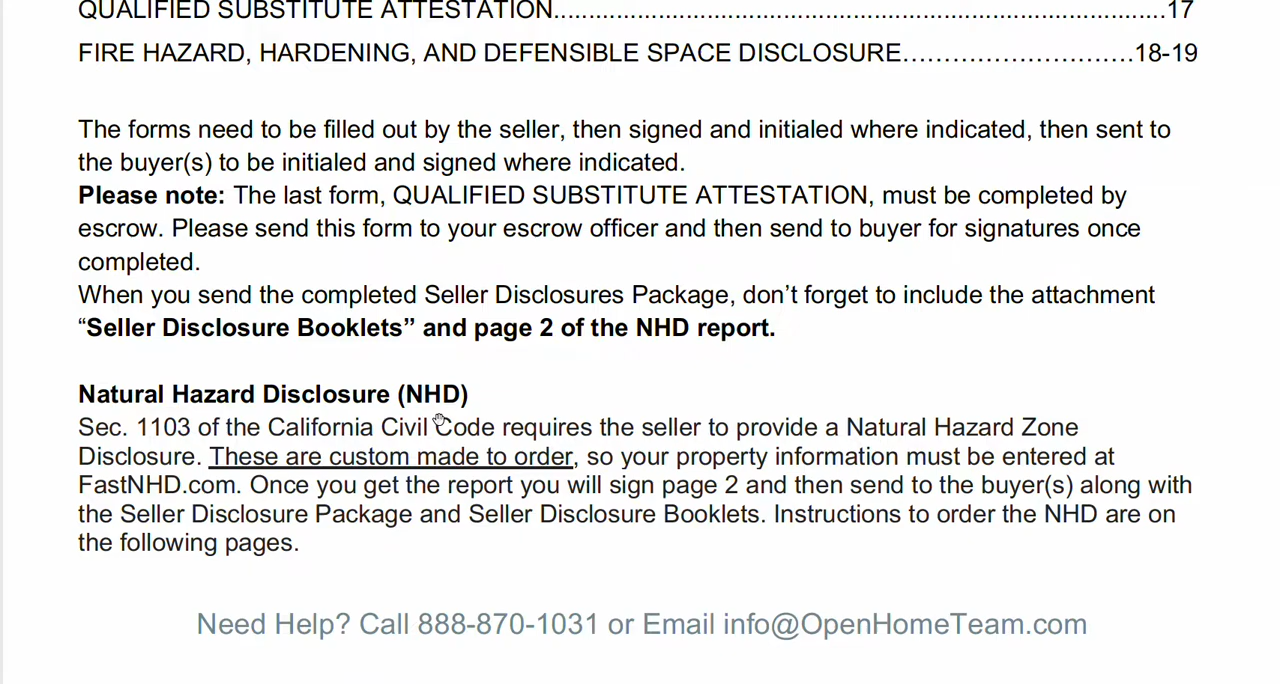 QUALIFIED SUBSTITUTE ATTESTATION.........................................................................................17
FIRE HAZARD, HARDENING, AND DEFENSIBLE SPACE DISCLOSURE.............................18-19
The forms need to be filled out by the seller, then signed and initialed where indicated, then sent to
the buyer(s) to be initialed and signed where indicated.
Please note: The last form, QUALIFIED SUBSTITUTE ATTESTATION, must be completed by
escrow. Please send this form to your escrow officer and then send to buyer for signatures once
completed.
When you send the completed Seller Disclosures Package, don’t forget to include the attachment
“Seller Disclosure Booklets” and page 2 of the NHD report.
Natural Hazard Disclosure (NHD)
Sec. 1103 of the California Civil Code requires the seller to provide a Natural Hazard Zone
Disclosure. These are custom made to order, so your property information must be entered at
FastNHD.com. Once you get the report you will sign page 2 and then send to the buyer(s) along with
the Seller Disclosure Package and Seller Disclosure Booklets. Instructions to order the NHD are on
the following pages.
Need Help? Call 888-870-1031 or Email info@OpenHomeTeam.com